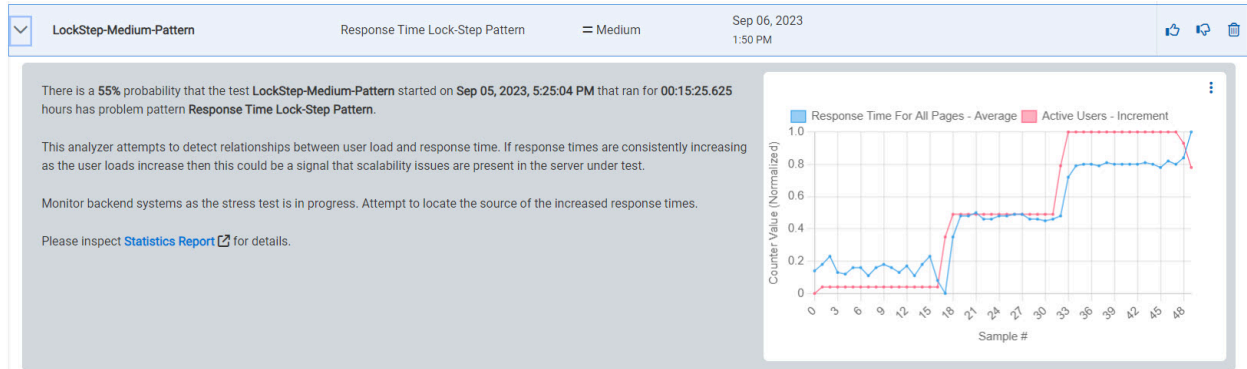 LockStep-Medium-Pattern Response Time Lock-Step Pattern = Medium Sep 06, 2023
1:50 PM
There is a 55% probability that the test LockStep-Medium-Pattern started on Sep 05, 2023, 5:25:04 PM that ran for 00:15:25.625
hours has problem pattern Response Time Lock-Step Pattern.
This analyzer attempts to detect relationships between user load and response time. If response times are consistently increasing
as the user loads increase then this could be a signal that scalability issues are present in the server under test.
Monitor backend systems as the stress test is in progress. Attempt to locate the source of the increased response times.
Please inspect Statistics Report for details.
Response Time For All Pages - Average Active Users - Increment
Counter Value (Normalized)
1.0
0.8
0.6
0.4
0.2
0
0 3 6 9 12 15 18 21 24 27 30 33 36 39 42 45 48
Sample #